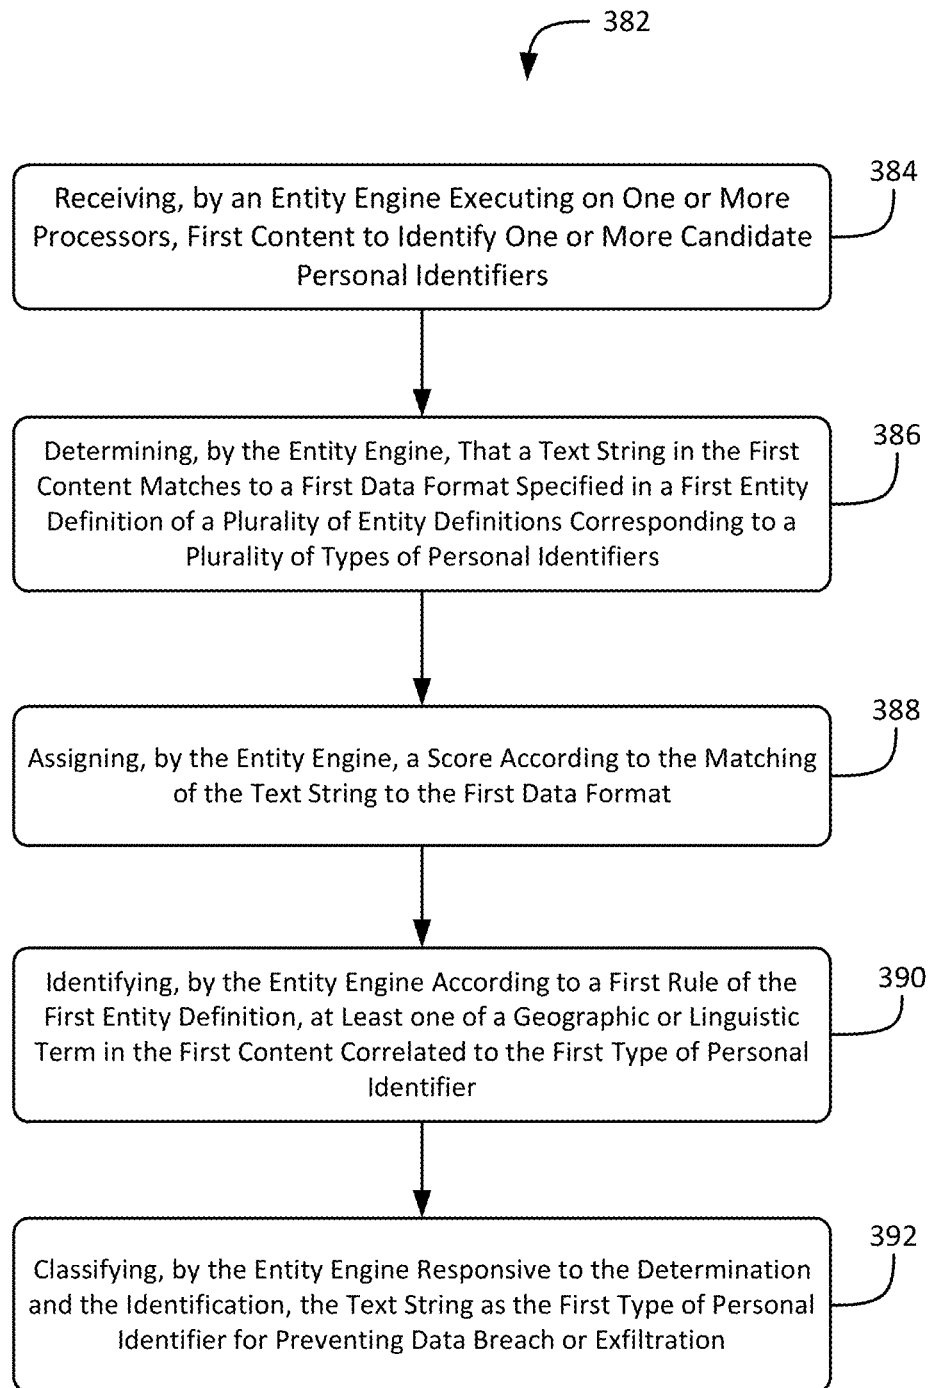 382
384
Receiving, by an Entity Engine Executing on One or More
Processors, First Content to Identify One or More Candidate
Personal Identifiers
386
Determining, by the Entity Engine, That a Text String in the First
Content Matches to a First Data Format Specified in a First Entity
Definition of a Plurality of Entity Definitions Corresponding to a
Plurality of Types of Personal Identifiers
388
Assigning, by the Entity Engine, a Score According to the Matching
of the Text String to the First Data Format
390
Identifying, by the Entity Engine According to a First Rule of the
First Entity Definition, at Least one of a Geographic or Linguistic
Term in the First Content Correlated to the First Type of Personal
Identifier
392
Classifying, by the Entity Engine Responsive to the Determination
and the Identification, the Text String as the First Type of Personal
Identifier for Preventing Data Breach or Exfiltration